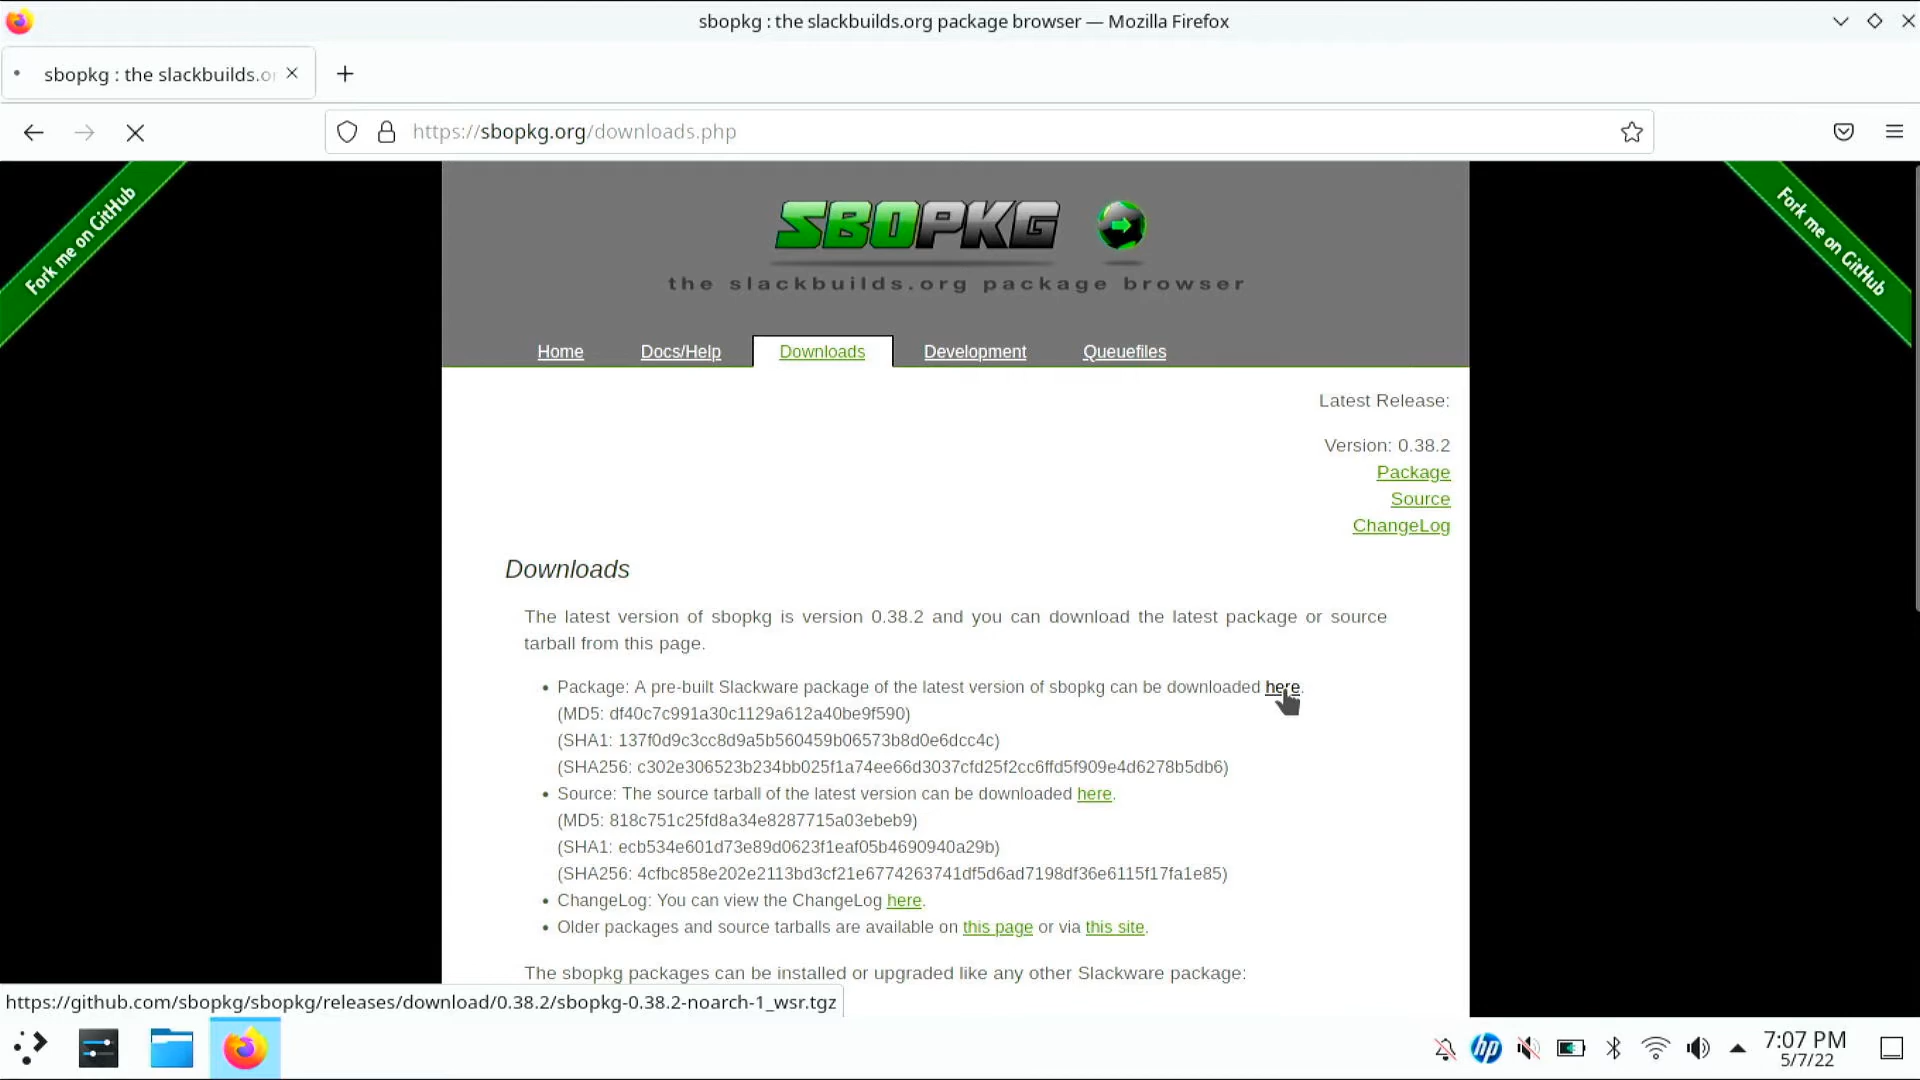 sbopkg : the slackbuilds.org package browser — Mozilla Firefox
sbopkg : the slackbuilds.or
https://sbopkg.org/downloads.php
Fork me on GitHub
Fork me on GitHub
SBOPKG
the slackbuilds.org package browser
Home Docs/Help Downloads Development Queuefiles
Latest Release:
Version: 0.38.2
Package
Source
ChangeLog
Downloads
The latest version of sbopkg is version 0.38.2 and you can download the latest package or source
tarball from this page.
• Package: A pre-built Slackware package of the latest version of sbopkg can be downloaded here.
(MD5: df40c7c991a30c1129a612a40be9f590)
(SHA1: 137f0d9c3cc8d9a5b560459b06573b8d0e6dcc4c)
(SHA256: c302e306523b234bb025f1a74ee66d3037cfd25f2cc6ffd5f909e4d6278b5db6)
• Source: The source tarball of the latest version can be downloaded here.
(MD5: 818c751c25fd8a34e8287715a03ebeb9)
(SHA1: ecb534e601d73e89d0623f1eaf05b4690940a29b)
(SHA256: 4cfbc858e202e2113bd3cf21e6774263741df5d6ad7198df36e6115f17fa1e85)
• ChangeLog: You can view the ChangeLog here.
• Older packages and source tarballs are available on this page or via this site.
The sbopkg packages can be installed or upgraded like any other Slackware package:
https://github.com/sbopkg/sbopkg/releases/download/0.38.2/sbopkg-0.38.2-noarch-1_wsr.tgz
hp
7:07 PM
5/7/22